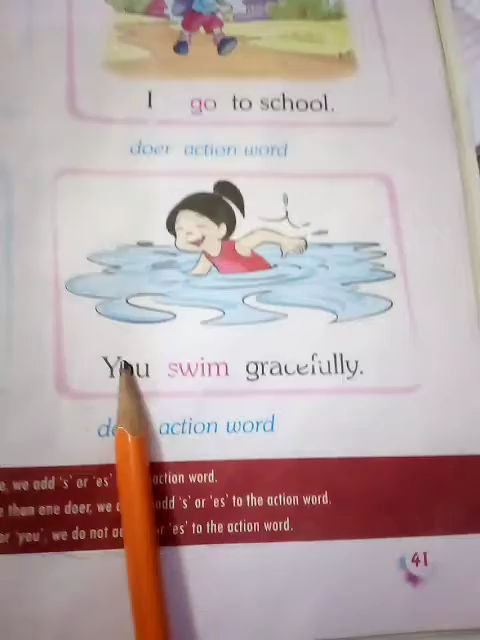 I go to school.
doer action word
You swim gracefully.
action word
we add 's' or 'es' action word.
than one doer, we add 's' or 'es' to the action word.
'you', we do not 'es' to the action word.
41